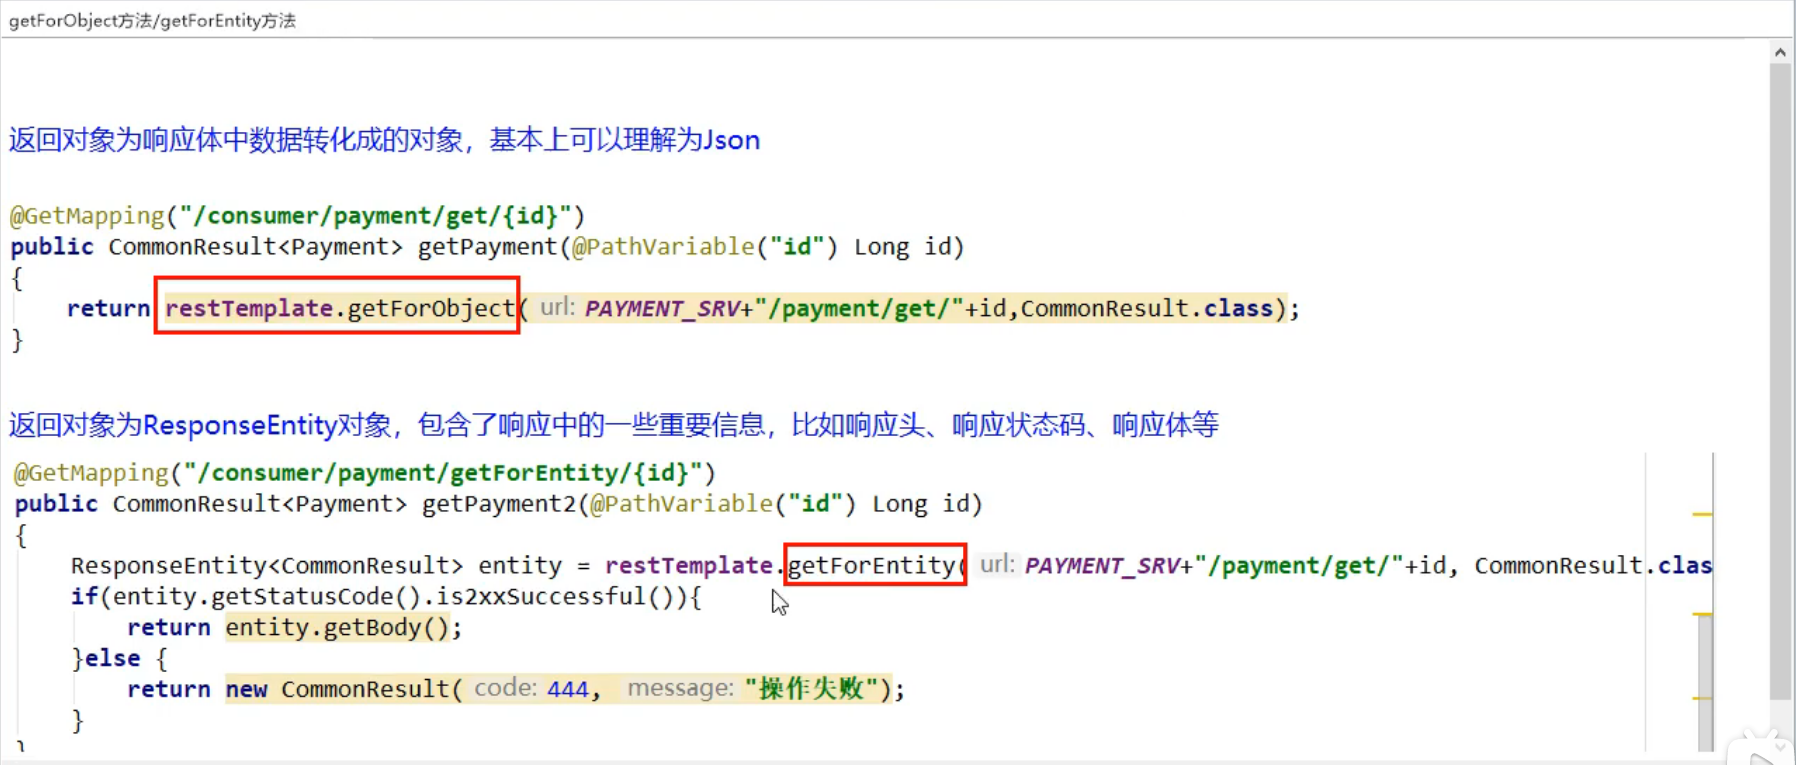 getForObject方法/getForEntity方法
返回对象为响应体中数据转化成的对象，基本上可以理解为Json
@GetMapping("/consumer/payment/get/{id}")
public CommonResult<Payment> getPayment(@PathVariable("id") Long id)
{
return restTemplate.getForObject( url: PAYMENT_SRV+"/payment/get/"+id,CommonResult.class);
}
返回对象为ResponseEntity对象，包含了响应中的一些重要信息，比如响应头、响应状态码、响应体等
@GetMapping("/consumer/payment/getForEntity/{id}")
public CommonResult<Payment> getPayment2(@PathVariable("id") Long id)
{
ResponseEntity<CommonResult> entity = restTemplate.getForEntity( url: PAYMENT_SRV+"/payment/get/"+id, CommonResult.clas
if(entity.getStatusCode().is2xxSuccessful()){
return entity.getBody();
}else {
return new CommonResult( code: 444, message: "操作失败");
}
}